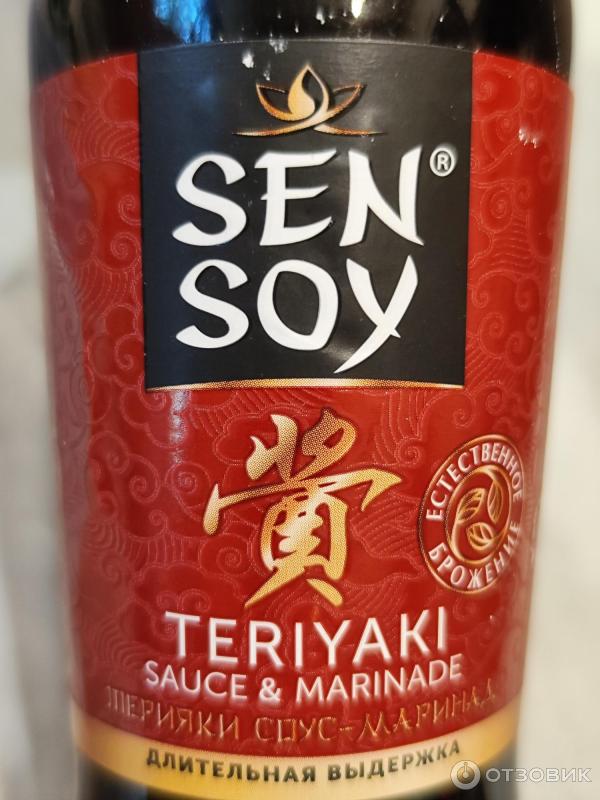 SEN®
SOY
賞
ЕСТЕСТВЕННОЕ
БРОЖЕНИЕ
TERIYAKI
SAUCE & MARINADE
ТЕРИЯКИ СОУС-МАРИНАД
ДЛИТЕЛЬНАЯ ВЫДЕРЖКА
ОТЗОВИК